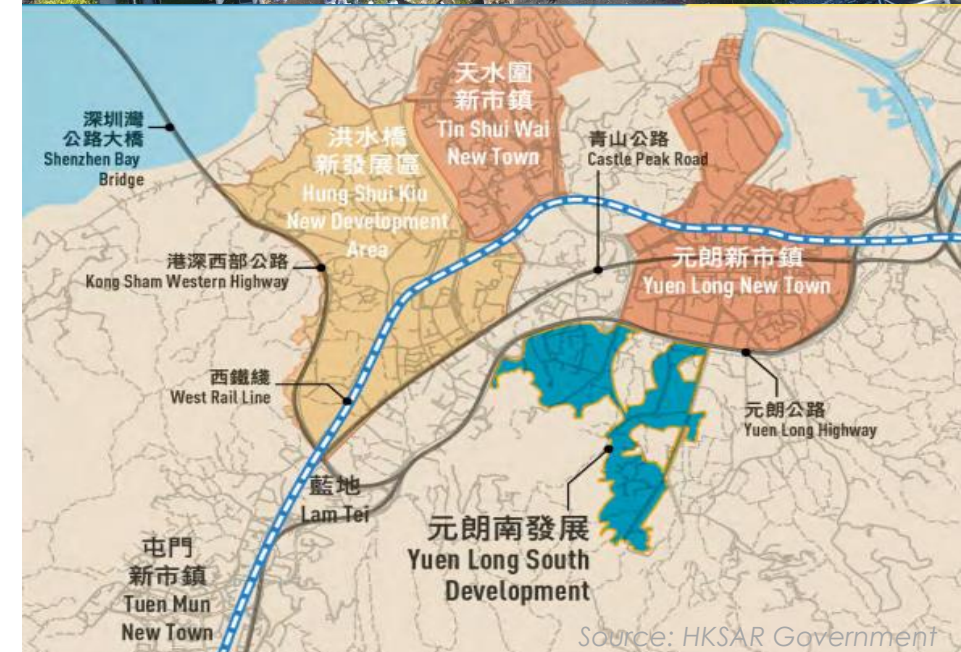 天水圍
新市鎮
Tin Shui Wai
New Town
深圳灣
公路大橋
Shenzhen Bay
Bridge
洪水橋
新發展區
Hung Shui Kiu
New Development
Area
青山公路
Castle Peak Road
港深西部公路
Kong Sham Western Highway
元朗新市鎮
Yuen Long New Town
西鐵綫
West Rail Line
元朗公路
Yuen Long Highway
藍地
Lam Tei
元朗南發展
Yuen Long South
Development
屯門
新市鎮
Tuen Mun
New Town
Source: HKSAR Government